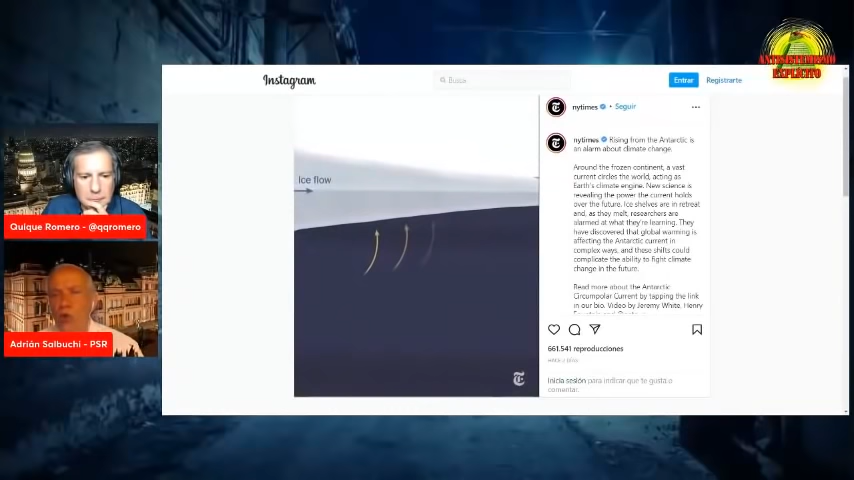 ANTISISTEMISMO
EXPLÍCITO
Instagram
Busca
Entrar
Registrarte
nytimes • Seguir
nytimes Rising from the Antarctic is
an alarm about climate change.
Around the frozen continent, a vast
current circles the world, acting as
Earth's climate engine. New science is
revealing the power the current holds
over the future. Ice shelves are in retreat
and, as they melt, researchers are
alarmed at what they're learning. They
have discovered that global warming is
affecting the Antarctic current in
complex ways, and these shifts could
complicate the ability to fight climate
change in the future.
Read more about the Antarctic
Circumpolar Current by tapping the link
in our bio. Video by Jeremy White, Henry
Ice flow
661,541 reproducciones
Inicia sesión para indicar que te gusta o
comentar.
Quique Romero - @qqromero
Adrián Salbuchi - PSR